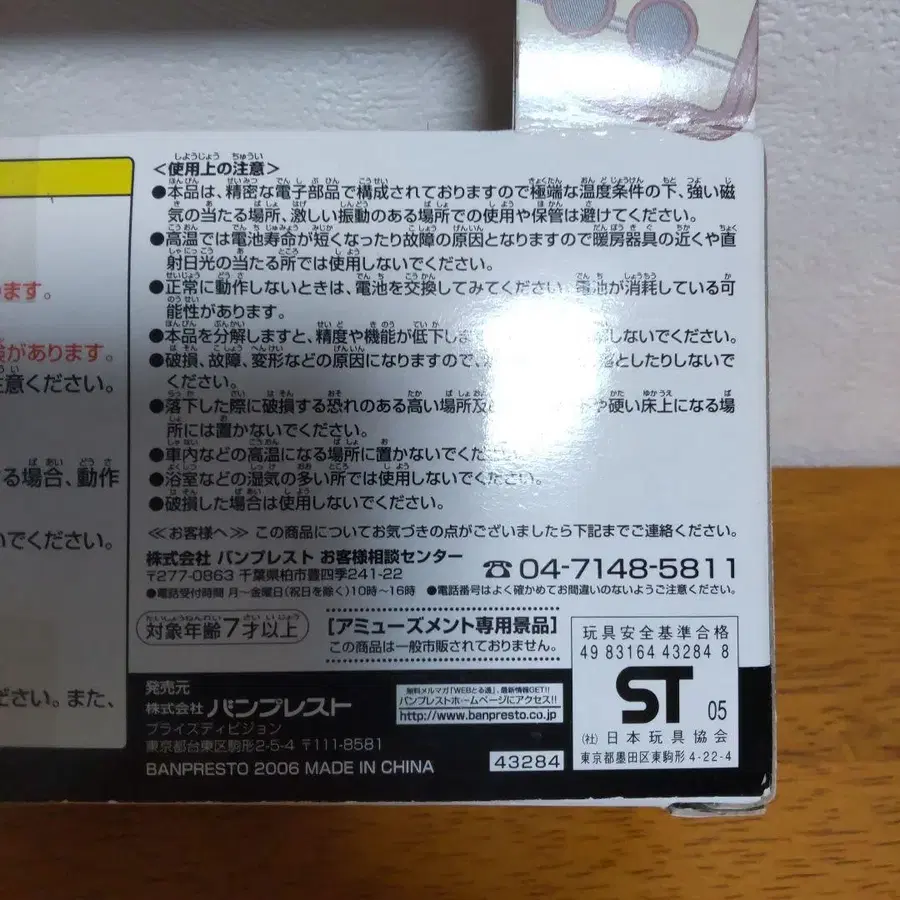 ます。
があります。
意ください。
る場合、動作
いでください。
ださい。また、
<使用上の注意>
●本品は、精密な電子部品で構成されておりますので極端な温度条件の下、強い磁
気の当たる場所、激しい振動のある場所での使用や保管は避けてください。
●高温では電池寿命が短くなったり故障の原因となりますので暖房器具の近くや直
射日光の当たる所では使用しないでください。
●正常に動作しないときは、電池を交換してみてください。電池が消耗している可
能性があります。
●本品を分解しますと、精度や機能が低下しま しないでください。
●破損、故障、変形などの原因になりますので、 落としたりしないで
ください。
●落下した際に破損する恐れのある高い場所及 や硬い床上になる場
所には置かないでください。
●車内などの高温になる場所に置かないでください。
●浴室などの湿気の多い所では使用しないでください。
●破損した場合は使用しないでください。
≪お客様へ≫ この商品についてお気づきの点がございましたら下記までご連絡ください。
株式会社 バンプレスト お客様相談センター
〒277-0863 千葉県柏市豊四季241-22
☎04-7148-5811
●電話受付時間 月〜金曜日(祝日を除く)10時〜16時 ●電話番号はよく確かめてお間違いのないようご注意ください。
対象年齢7才以上
[アミューズメント専用景品]
この商品は一般市販されておりません。
玩具安全基準合格
49 83164 43284 8
ST 05
(社)日本玩具協会
東京都墨田区東駒形4-22-4
発売元
株式会社 バンプレスト
プライズディビジョン
東京都台東区駒形2-5-4 〒111-8581
BANPRESTO 2006 MADE IN CHINA
無料メルマガ「WEBとる通」、最新情報GET!!
バンプレストホームページにアクセス!!
http://www.banpresto.co.jp
43284